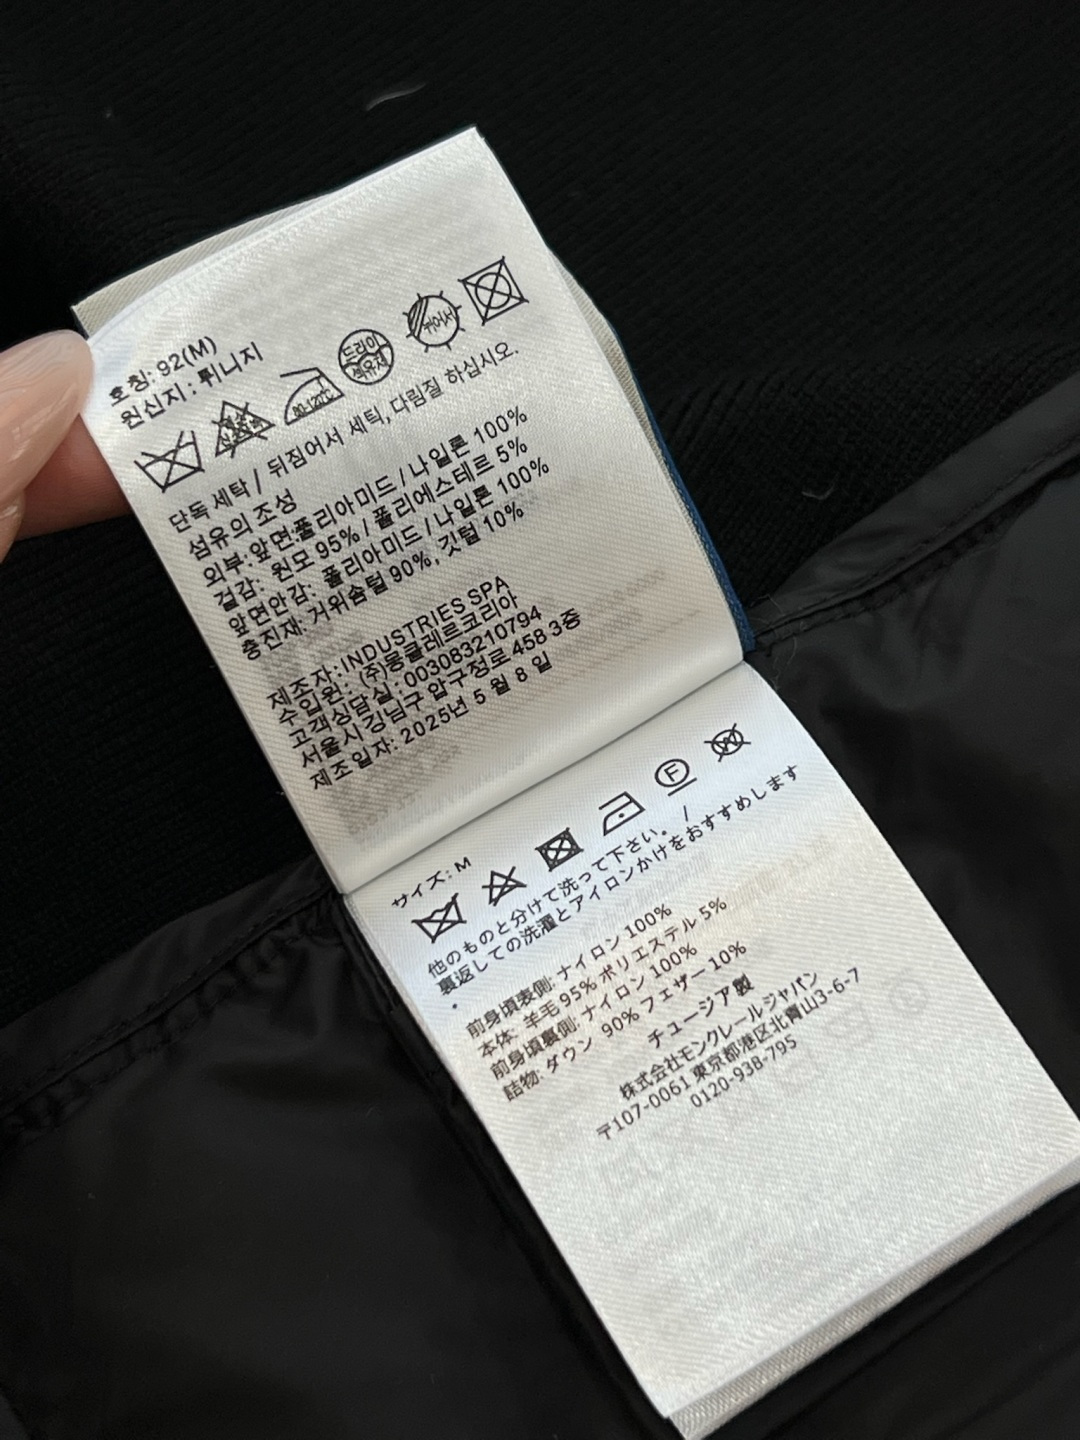 호칭: 92(M)
원산지: 튀니지
80-120℃
드라이
석유제
뉘어서
단독 세탁 / 뒤짐어서 세틱, 다림질 하십시오.
섬유의 조성
외부:앞면:폴리아미드 / 나일론 100%
겉감: 원모 95% / 폴리에스테르 5%
앞면안감: 폴리아미드 / 나일론 100%
충진재: 거위솜털 90%, 깃털 10%
제조자:INDUSTRIES SPA
수입원: (주)몽클레르코리아
고객상담실: 003083210794
서울시 강남구 압구정로 458 3층
제조일자: 2025년 5 월 8 일
サイズ: M
F
W
他のものと分けて洗って下さい。 /
裏返しての洗濯とアイロンかけをおすすめします
.
前身頃表側: ナイロン 100%
本体: 羊毛 95% ポリエステル 5%
前身頃裏側: ナイロン 100%
詰物: ダウン 90% フェザー 10%
チュージア製
株式会社モンクレールジャパン
〒107-0061 東京都港区北青山3-6-7
0120-938-795